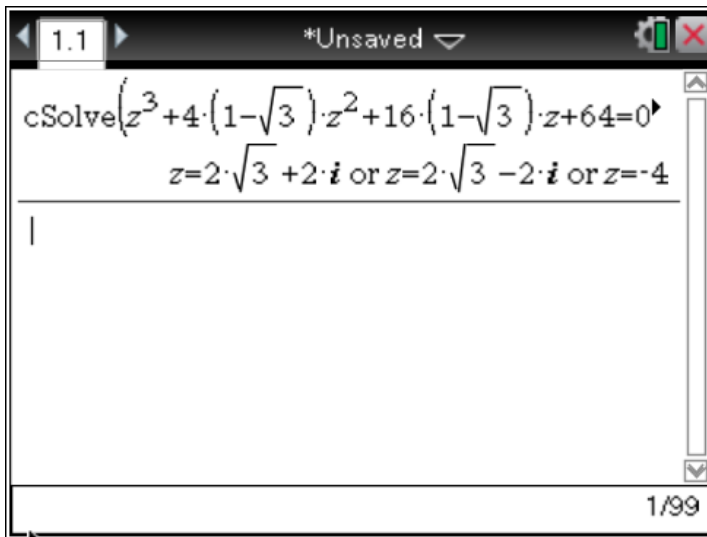 1.1 *Unsaved
cSolve(z³+4·(1-√3)·z²+16·(1-√3)·z+64=0
z=2·√3+2·i or z=2·√3-2·i or z=-4
1/99